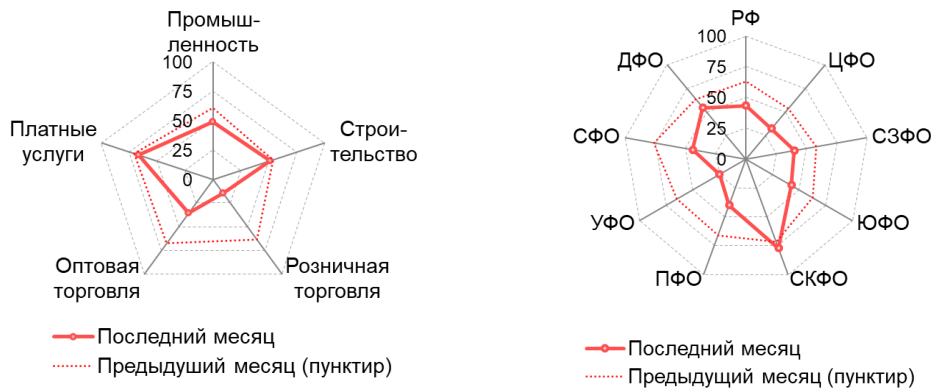 Промыш-
ленность
100
75
50
25
0
Платные
услуги
Строи-
тельство
Оптовая
торговля
Розничная
торговля
Последний месяц
Предыдуший месяц (пунктир)
РФ
100
75
50
25
0
ДФО
ЦФО
СФО
СЗФО
УФО
ЮФО
ПФО
СКФО
Последний месяц
Предыдущий месяц (пунктир)